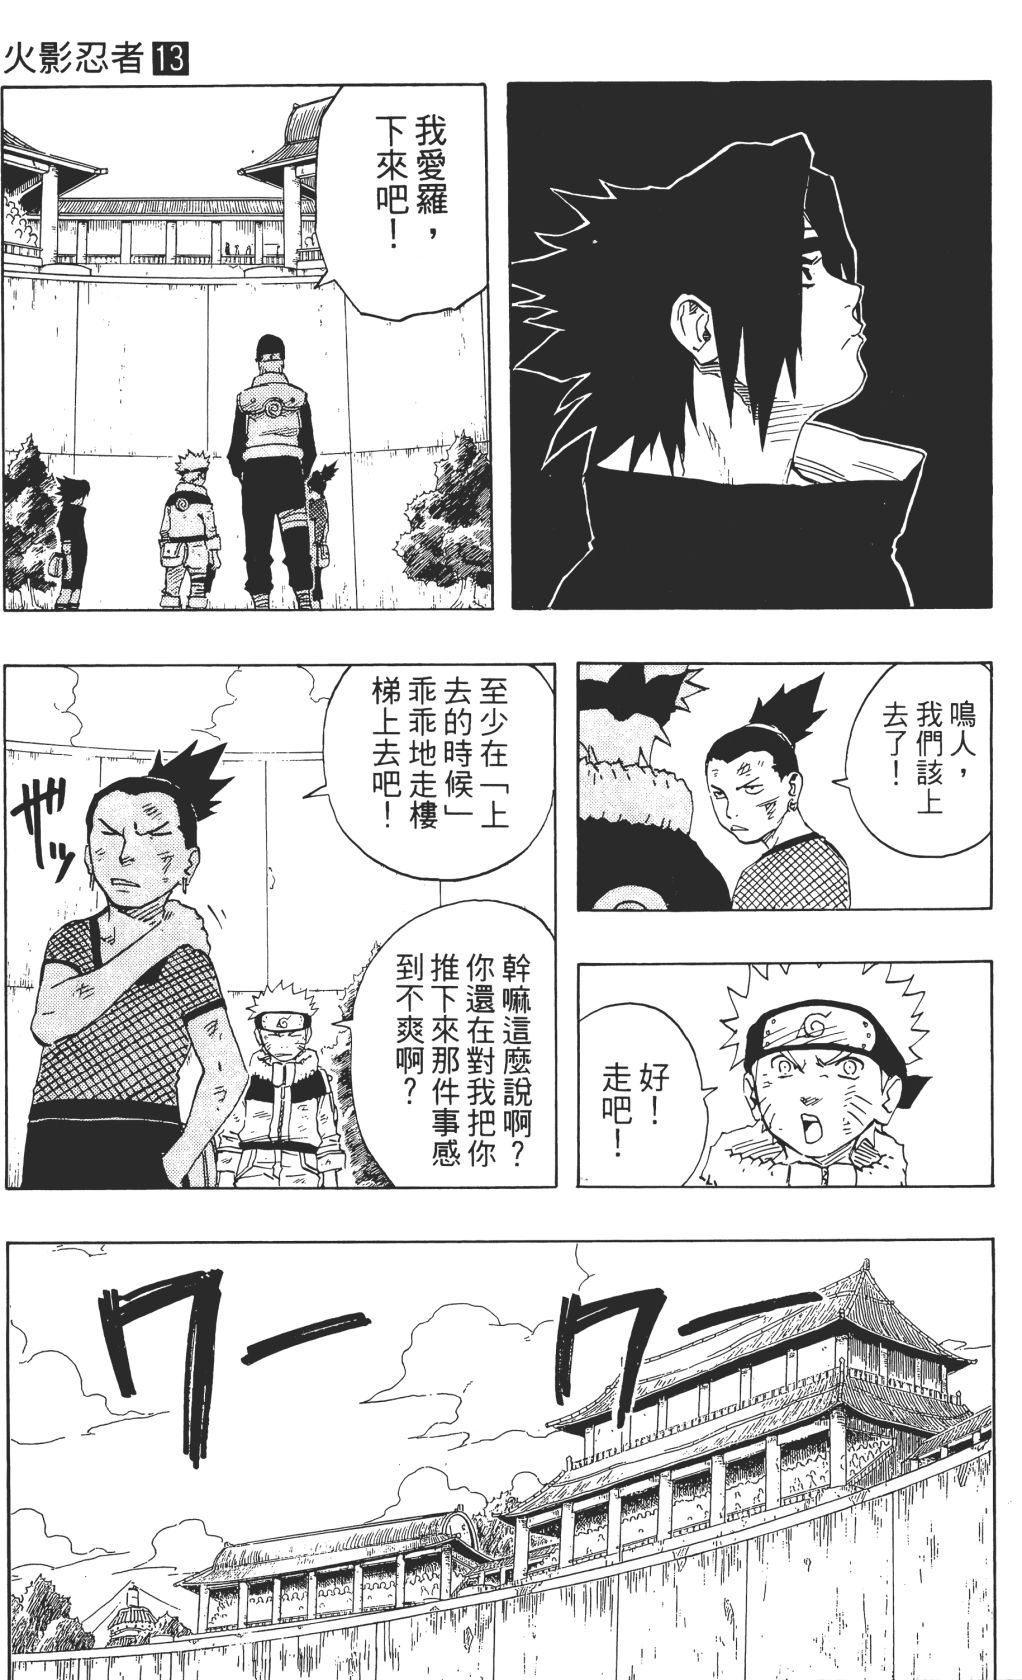 火影忍者13
我愛羅，
下來吧！
鳴人，
我們該上
去了！
至少在「上
去的時候」
乖乖地走樓
梯上去吧！
ザッ
幹嘛這麼說啊？
你還在對我把你
推下來那件事感
到不爽啊？
好！
走吧！
ワー
ワー